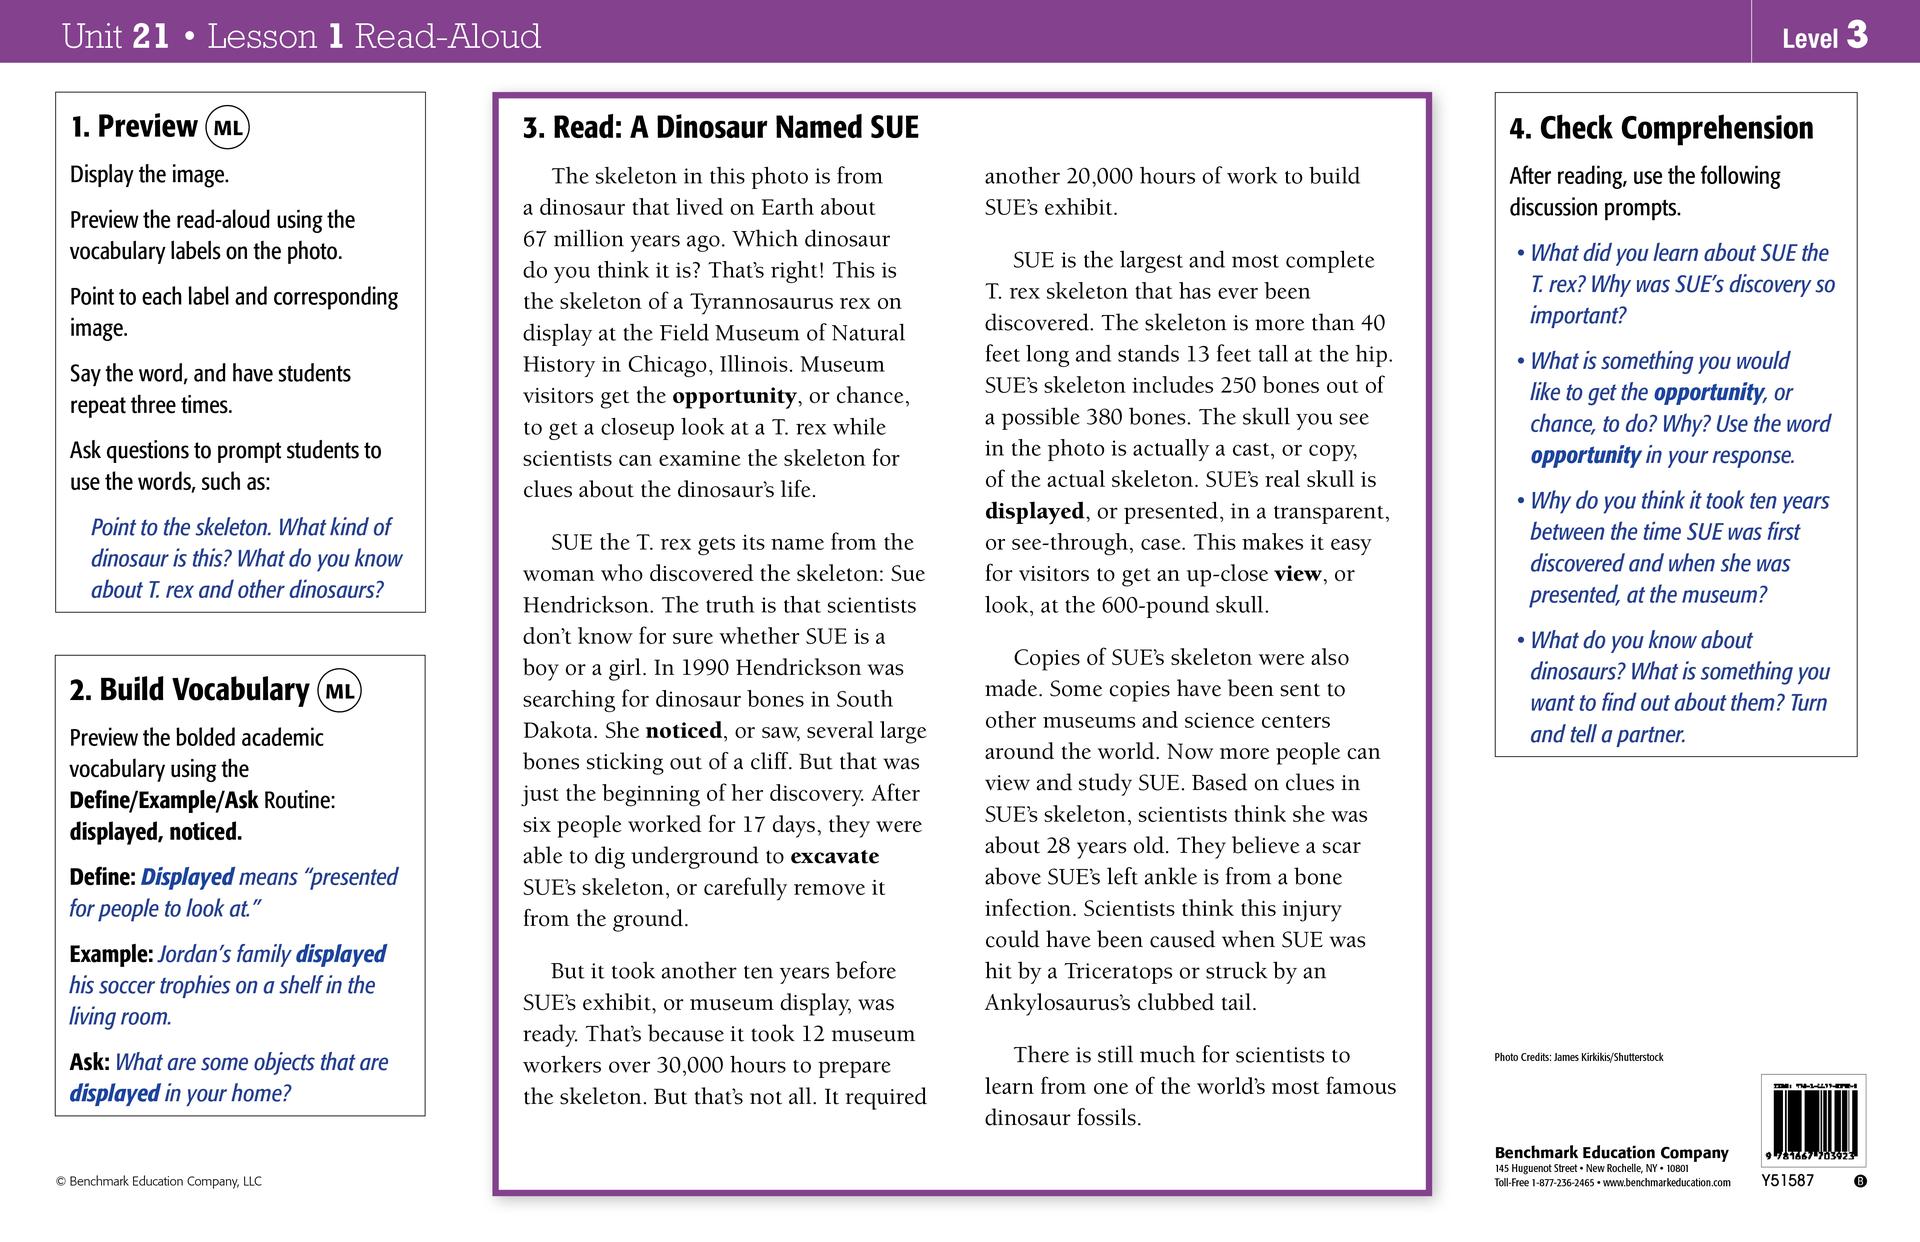 Unit 21 • Lesson 1 Read-Aloud
Level 3
1. Preview ML
Display the image.
Preview the read-aloud using the
vocabulary labels on the photo.
Point to each label and corresponding
image.
Say the word, and have students
repeat three times.
Ask questions to prompt students to
use the words, such as:
Point to the skeleton. What kind of
dinosaur is this? What do you know
about T. rex and other dinosaurs?
2. Build Vocabulary ML
Preview the bolded academic
vocabulary using the
Define/Example/Ask Routine:
displayed, noticed.
Define: Displayed means “presented
for people to look at.”
Example: Jordan’s family displayed
his soccer trophies on a shelf in the
living room.
Ask: What are some objects that are
displayed in your home?
© Benchmark Education Company, LLC
3. Read: A Dinosaur Named SUE
The skeleton in this photo is from
a dinosaur that lived on Earth about
67 million years ago. Which dinosaur
do you think it is? That’s right! This is
the skeleton of a Tyrannosaurus rex on
display at the Field Museum of Natural
History in Chicago, Illinois. Museum
visitors get the opportunity, or chance,
to get a closeup look at a T. rex while
scientists can examine the skeleton for
clues about the dinosaur’s life.
SUE the T. rex gets its name from the
woman who discovered the skeleton: Sue
Hendrickson. The truth is that scientists
don’t know for sure whether SUE is a
boy or a girl. In 1990 Hendrickson was
searching for dinosaur bones in South
Dakota. She noticed, or saw, several large
bones sticking out of a cliff. But that was
just the beginning of her discovery. After
six people worked for 17 days, they were
able to dig underground to excavate
SUE’s skeleton, or carefully remove it
from the ground.
But it took another ten years before
SUE’s exhibit, or museum display, was
ready. That’s because it took 12 museum
workers over 30,000 hours to prepare
the skeleton. But that’s not all. It required
another 20,000 hours of work to build
SUE’s exhibit.
SUE is the largest and most complete
T. rex skeleton that has ever been
discovered. The skeleton is more than 40
feet long and stands 13 feet tall at the hip.
SUE’s skeleton includes 250 bones out of
a possible 380 bones. The skull you see
in the photo is actually a cast, or copy,
of the actual skeleton. SUE’s real skull is
displayed, or presented, in a transparent,
or see-through, case. This makes it easy
for visitors to get an up-close view, or
look, at the 600-pound skull.
Copies of SUE’s skeleton were also
made. Some copies have been sent to
other museums and science centers
around the world. Now more people can
view and study SUE. Based on clues in
SUE’s skeleton, scientists think she was
about 28 years old. They believe a scar
above SUE’s left ankle is from a bone
infection. Scientists think this injury
could have been caused when SUE was
hit by a Triceratops or struck by an
Ankylosaurus’s clubbed tail.
There is still much for scientists to
learn from one of the world’s most famous
dinosaur fossils.
4. Check Comprehension
After reading, use the following
discussion prompts.
• What did you learn about SUE the
T. rex? Why was SUE’s discovery so
important?
• What is something you would
like to get the opportunity, or
chance, to do? Why? Use the word
opportunity in your response.
• Why do you think it took ten years
between the time SUE was first
discovered and when she was
presented, at the museum?
• What do you know about
dinosaurs? What is something you
want to find out about them? Turn
and tell a partner.
Photo Credits: James Kirkikis/Shutterstock
Benchmark Education Company
145 Huguenot Street • New Rochelle, NY • 10801
Toll-Free 1-877-236-2465 • www.benchmarkeducation.com
9 781667 703923
Y51587
B